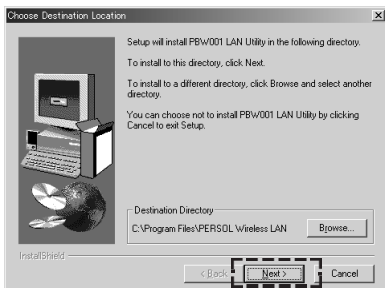 Choose Destination Location
Setup will install PBW001 LAN Utility in the following directory.
To install to this directory, click Next.
To install to a different directory, click Browse and select another
directory.
You can choose not to install PBW001 LAN Utility by clicking
Cancel to exit Setup.
Destination Directory
C:\Program Files\PERSOL Wireless LAN
Browse...
InstallShield
< Back
Next >
Cancel